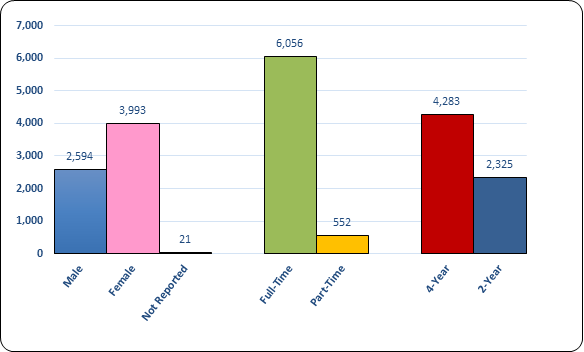 7,000
6,000
5,000
4,000
3,000
2,000
1,000
0
2,594
3,993
21
6,056
552
4,283
2,325
Male
Female
Not Reported
Full-Time
Part-Time
4-Year
2-Year